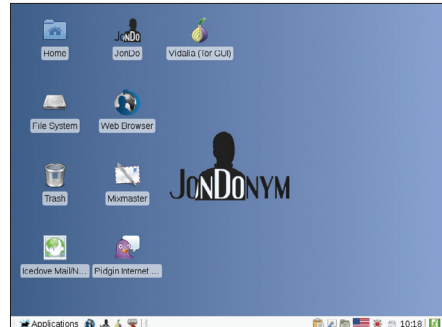 Home
JonDo
Vidalia (Tor GUI)
File System
Web Browser
Trash
Mixmaster
JONDONYM
Icedove Mail/N...
Pidgin Internet ...
Applications
10:18